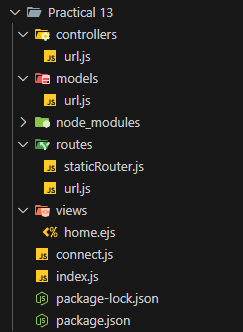 Practical 13
controllers
url.js
models
url.js
node_modules
routes
staticRouter.js
url.js
views
home.ejs
connect.js
index.js
package-lock.json
package.json